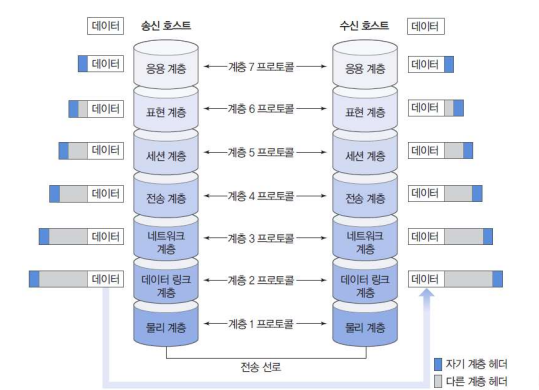 데이터 송신 호스트 수신 호스트 데이터
데이터 응용 계층 계층 7 프로토콜 응용 계층 데이터
데이터 표현 계층 계층 6 프로토콜 표현 계층 데이터
데이터 세션 계층 계층 5 프로토콜 세션 계층 데이터
데이터 전송 계층 계층 4 프로토콜 전송 계층 데이터
데이터 네트워크 계층 3 프로토콜 네트워크 데이터
계층 계층
데이터 데이터 링크 계층 2 프로토콜 데이터 링크 데이터
계층 계층
물리 계층 계층 1 프로토콜 물리 계층
전송 선로
자기 계층 헤더
다른 계층 헤더